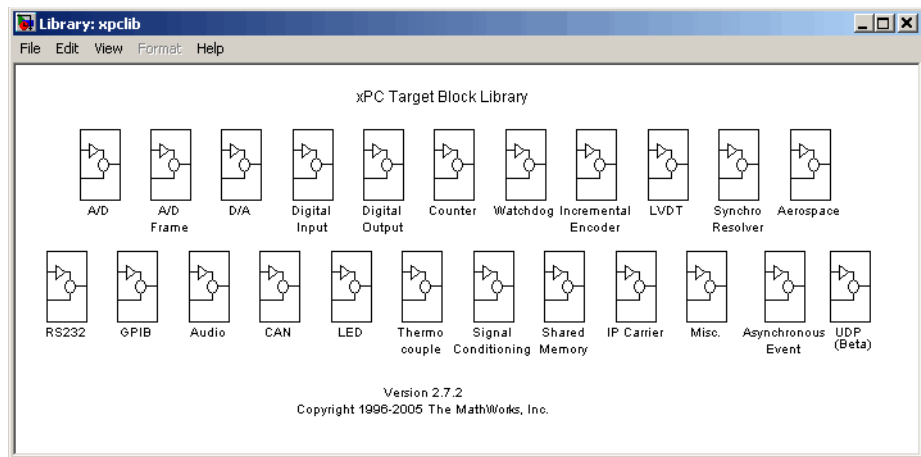 Library: xpclib
File Edit View Format Help
xPC Target Block Library
A/D A/D Frame D/A Digital Input Digital Output Counter Watchdog Incremental Encoder LVDT Synchro Resolver Aerospace
RS232 GPIB Audio CAN LED Thermo couple Signal Conditioning Shared Memory IP Carrier Misc. Asynchronous Event UDP (Beta)
Version 2.7.2
Copyright 1996-2005 The MathWorks, Inc.